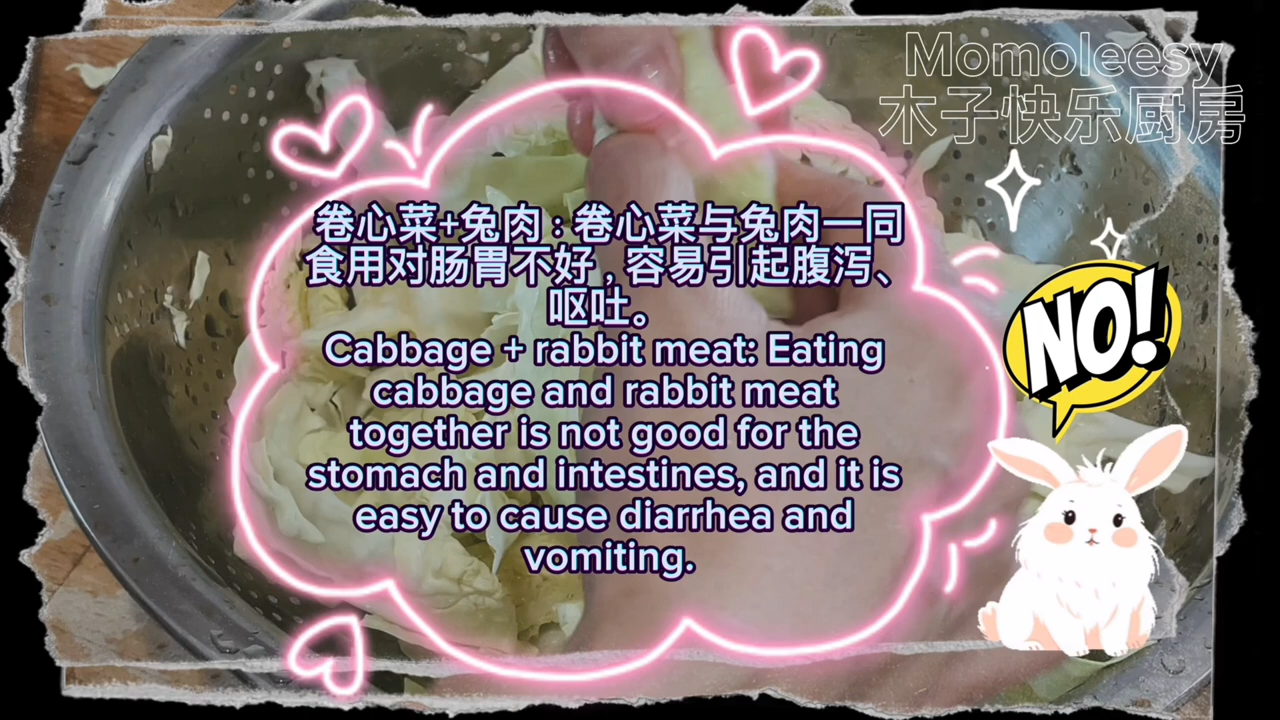 Momoleesy
木子快乐厨房
卷心菜+兔肉 : 卷心菜与兔肉一同
食用对肠胃不好 , 容易引起腹泻、
呕吐。
Cabbage + rabbit meat: Eating
cabbage and rabbit meat
together is not good for the
stomach and intestines, and it is
easy to cause diarrhea and
vomiting.
NO!